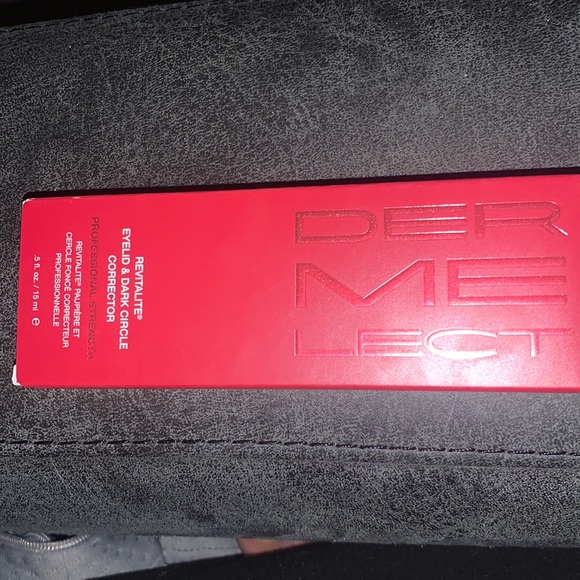 DER
ME
LECT
REVITALITE®
EYELID & DARK CIRCLE
CORRECTOR
PROFESSIONAL STRENGTH
REVITALITE® PAUPIÈRE ET
CERCLE FONCÉ CORRECTEUR
PROFESSIONNELLE
.5 fl. oz. / 15 ml ℮